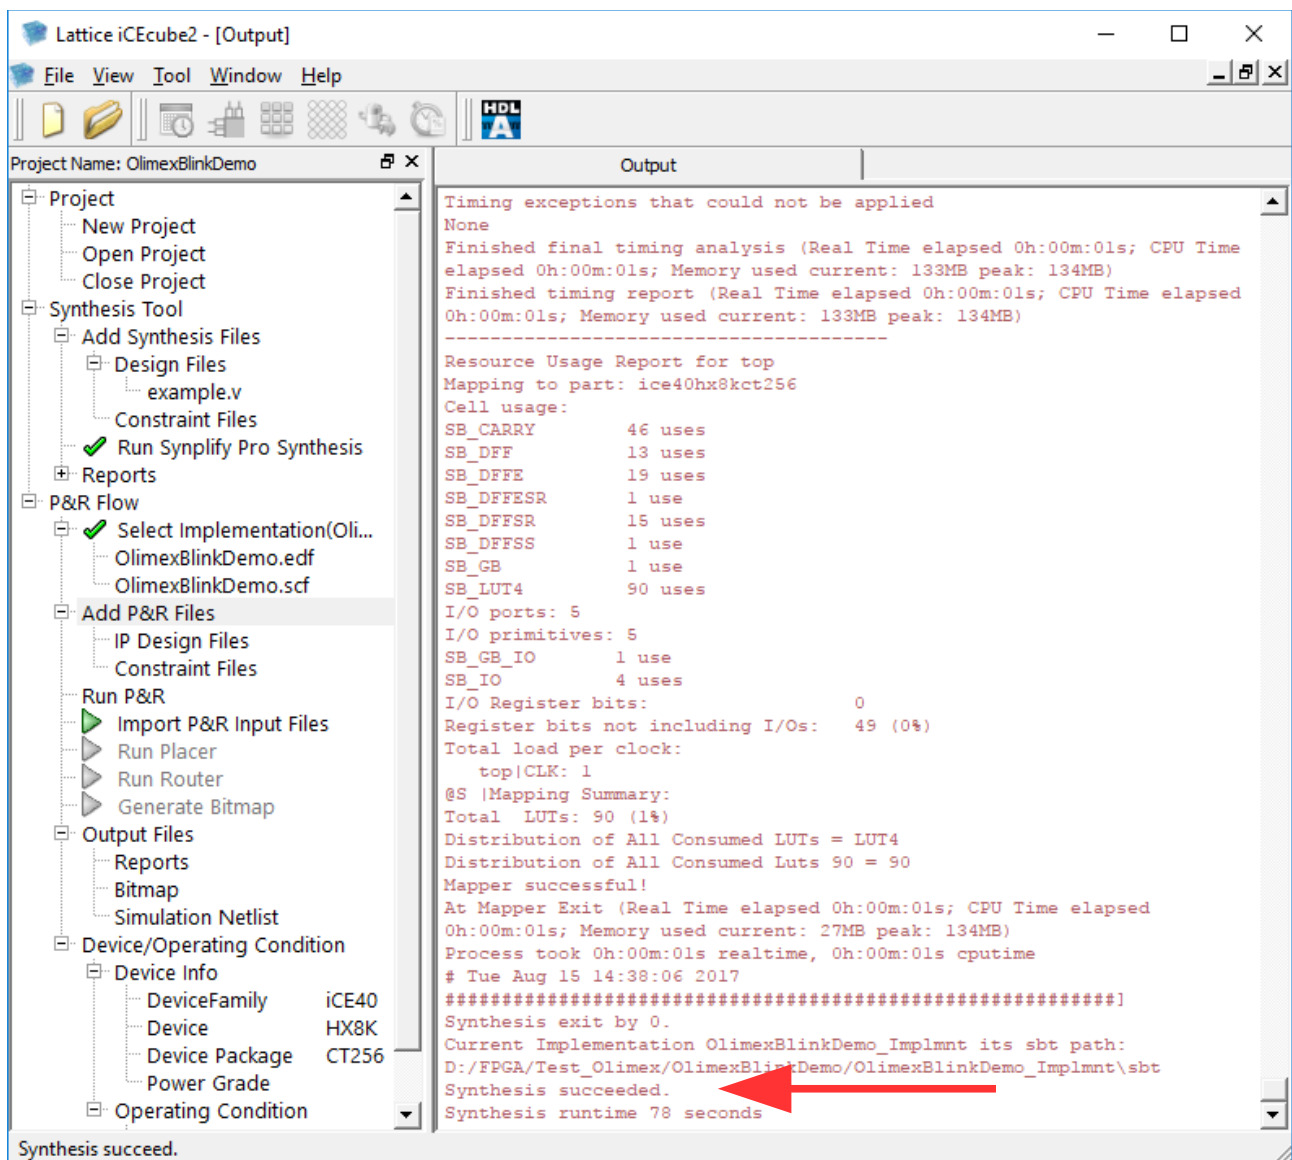 Lattice iCEcube2 - [Output]
File View Tool Window Help
HDL
A
Project Name: OlimexBlinkDemo
Project
New Project
Open Project
Close Project
Synthesis Tool
Add Synthesis Files
Design Files
example.v
Constraint Files
Run Synplify Pro Synthesis
Reports
P&R Flow
Select Implementation(Oli...
OlimexBlinkDemo.edf
OlimexBlinkDemo.scf
Add P&R Files
IP Design Files
Constraint Files
Run P&R
Import P&R Input Files
Run Placer
Run Router
Generate Bitmap
Output Files
Reports
Bitmap
Simulation Netlist
Device/Operating Condition
Device Info
DeviceFamily iCE40
Device HX8K
Device Package CT256
Power Grade
Operating Condition
Output
Timing exceptions that could not be applied
None
Finished final timing analysis (Real Time elapsed 0h:00m:01s; CPU Time
elapsed 0h:00m:01s; Memory used current: 133MB peak: 134MB)
Finished timing report (Real Time elapsed 0h:00m:01s; CPU Time elapsed
0h:00m:01s; Memory used current: 133MB peak: 134MB)
---------------------------------------
Resource Usage Report for top
Mapping to part: ice40hx8kct256
Cell usage:
SB_CARRY 46 uses
SB_DFF 13 uses
SB_DFFE 19 uses
SB_DFFESR 1 use
SB_DFFSR 15 uses
SB_DFFSS 1 use
SB_GB 1 use
SB_LUT4 90 uses
I/O ports: 5
I/O primitives: 5
SB_GB_IO 1 use
SB_IO 4 uses
I/O Register bits: 0
Register bits not including I/Os: 49 (0%)
Total load per clock:
top|CLK: 1
@S |Mapping Summary:
Total LUTs: 90 (1%)
Distribution of All Consumed LUTs = LUT4
Distribution of All Consumed Luts 90 = 90
Mapper successful!
At Mapper Exit (Real Time elapsed 0h:00m:01s; CPU Time elapsed
0h:00m:01s; Memory used current: 27MB peak: 134MB)
Process took 0h:00m:01s realtime, 0h:00m:01s cputime
# Tue Aug 15 14:38:06 2017
###########################################################]
Synthesis exit by 0.
Current Implementation OlimexBlinkDemo_Implmnt its sbt path:
D:/FPGA/Test_Olimex/OlimexBlinkDemo/OlimexBlinkDemo_Implmnt\sbt
Synthesis succeeded.
Synthesis runtime 78 seconds
Synthesis succeed.